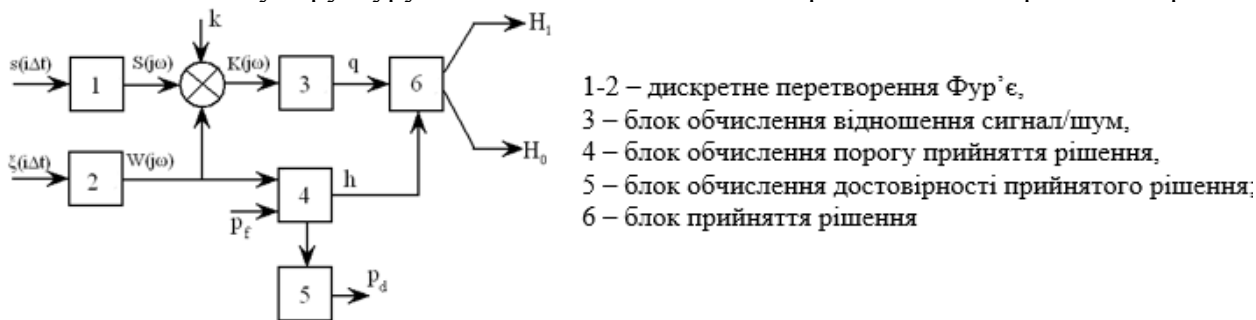 k
H₁
s(iΔt)
S(jω)
K(jω)
q
1
3
6
ξ(iΔt)
W(jω)
H₀
2
4
h
p_f
5
p_d
1-2 – дискретне перетворення Фур’є,
3 – блок обчислення відношення сигнал/шум,
4 – блок обчислення порогу прийняття рішення,
5 – блок обчислення достовірності прийнятого рішення;
6 – блок прийняття рішення